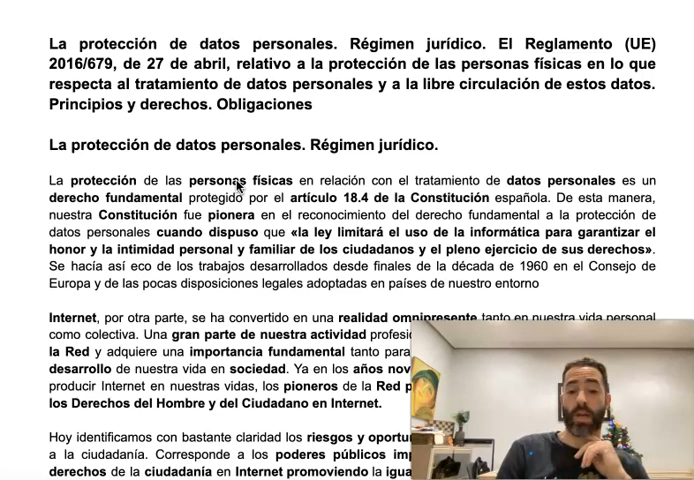 La protección de datos personales. Régimen jurídico. El Reglamento (UE)
2016/679, de 27 de abril, relativo a la protección de las personas físicas en lo que
respecta al tratamiento de datos personales y a la libre circulación de estos datos.
Principios y derechos. Obligaciones
La protección de datos personales. Régimen jurídico.
La protección de las personas físicas en relación con el tratamiento de datos personales es un
derecho fundamental protegido por el artículo 18.4 de la Constitución española. De esta manera,
nuestra Constitución fue pionera en el reconocimiento del derecho fundamental a la protección de
datos personales cuando dispuso que «la ley limitará el uso de la informática para garantizar el
honor y la intimidad personal y familiar de los ciudadanos y el pleno ejercicio de sus derechos».
Se hacía así eco de los trabajos desarrollados desde finales de la década de 1960 en el Consejo de
Europa y de las pocas disposiciones legales adoptadas en países de nuestro entorno
Internet, por otra parte, se ha convertido en una realidad omnipresente tanto en nuestra vida personal
como colectiva. Una gran parte de nuestra actividad
la Red y adquiere una importancia fundamental tanto para
desarrollo de nuestra vida en sociedad. Ya en los años
producir Internet en nuestras vidas, los pioneros de la Red
los Derechos del Hombre y del Ciudadano en Internet.
Hoy identificamos con bastante claridad los riesgos y
a la ciudadanía. Corresponde a los poderes públicos
derechos de la ciudadanía en Internet promoviendo la